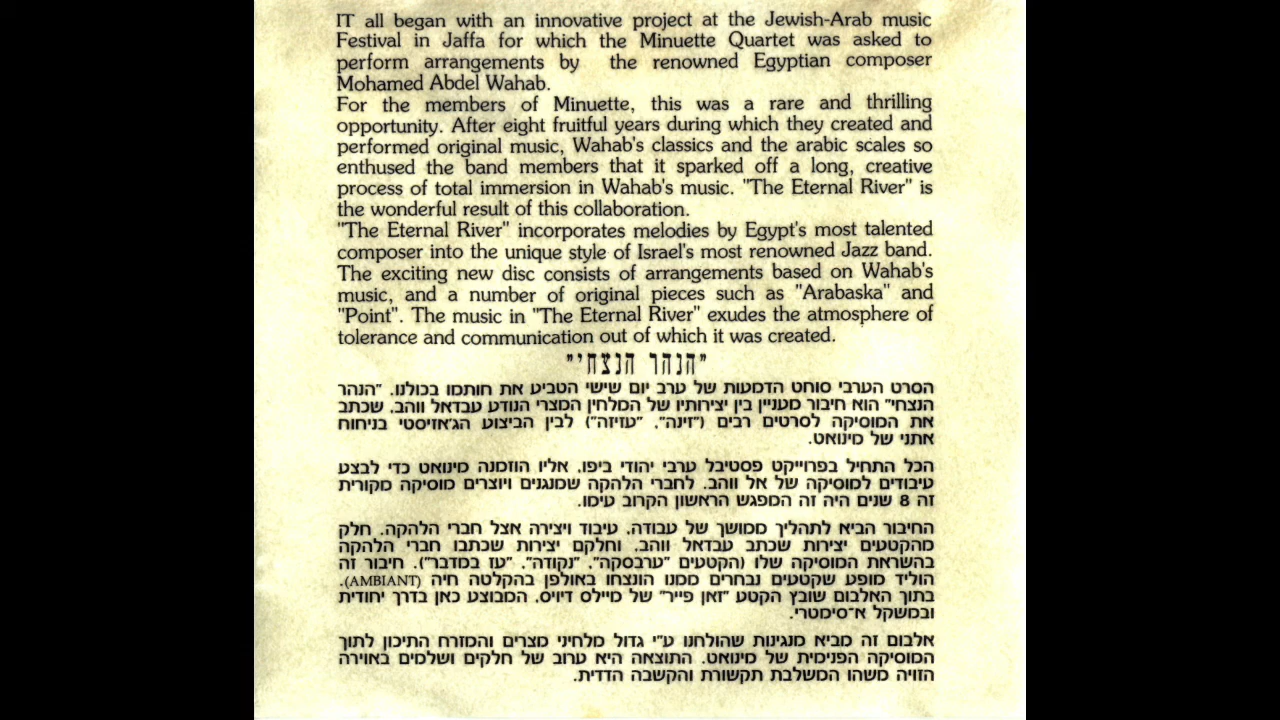 IT all began with an innovative project at the Jewish-Arab music
Festival in Jaffa for which the Minuette Quartet was asked to
perform arrangements by the renowned Egyptian composer
Mohamed Abdel Wahab.
For the members of Minuette, this was a rare and thrilling
opportunity. After eight fruitful years during which they created and
performed original music, Wahab's classics and the arabic scales so
enthused the band members that it sparked off a long, creative
process of total immersion in Wahab's music. "The Eternal River" is
the wonderful result of this collaboration.
"The Eternal River" incorporates melodies by Egypt's most talented
composer into the unique style of Israel's most renowned Jazz band.
The exciting new disc consists of arrangements based on Wahab's
music, and a number of original pieces such as "Arabaska" and
"Point". The music in "The Eternal River" exudes the atmosphere of
tolerance and communication out of which it was created.
"הנהר הנצחי"
הסרט הערבי סוחט הדמעות של ערב יום שישי הטביע את חותמו בכולנו. "הנהר
הנצחי" הוא חיבור מעניין בין יצירותיו של המלחין המצרי הנודע עבדאל ווהב, שכתב
את המוסיקה לסרטים רבים ("זינה", "עזיזה") לבין הביצוע הג'אזיסטי בניחוח
אתני של מינואט.
הכל התחיל בפרוייקט פסטיבל ערבי יהודי ביפו, אליו הוזמנה מינואט כדי לבצע
עיבודים למוסיקה של אל ווהב. לחברי הלהקה שמנגנים ויוצרים מוסיקה מקורית
זה 8 שנים היה זה המפגש הראשון הקרוב עימו.
החיבור הביא לתהליך ממושך של עבודה, עיבוד ויצירה אצל חברי הלהקה. חלק
מהקטעים יצירות שכתב עבדאל ווהב, וחלקם יצירות שכתבו חברי הלהקה
בהשראת המוסיקה שלו (הקטעים "ערבסקה", "נקודה", "עז במדבר"). חיבור זה
הוליד מופע שקטעים נבחרים ממנו הונצחו באולפן בהקלטה חיה (AMBIANT).
בתוך האלבום שובץ הקטע "זאן פייר" של מיילס דיוויס, המבוצע כאן בדרך יחודית
ובמשקל א-סימטרי.
אלבום זה מביא מנגינות שהולחנו ע"י גדול מלחיני מצרים והמזרח התיכון לתוך
המוסיקה הפנימית של מינואט. התוצאה היא ערוב של חלקים ושלמים באוירה
הזויה משהו המשלבת תקשורת והקשבה הדדית.